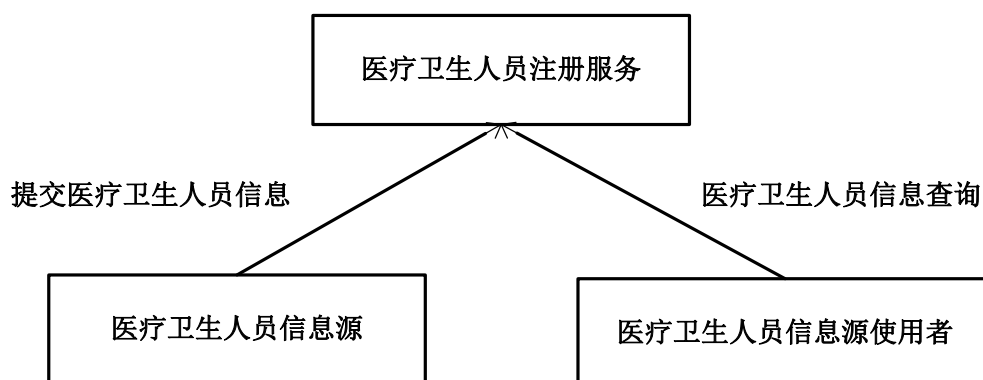 医疗卫生人员注册服务
提交医疗卫生人员信息
医疗卫生人员信息查询
医疗卫生人员信息源
医疗卫生人员信息源使用者